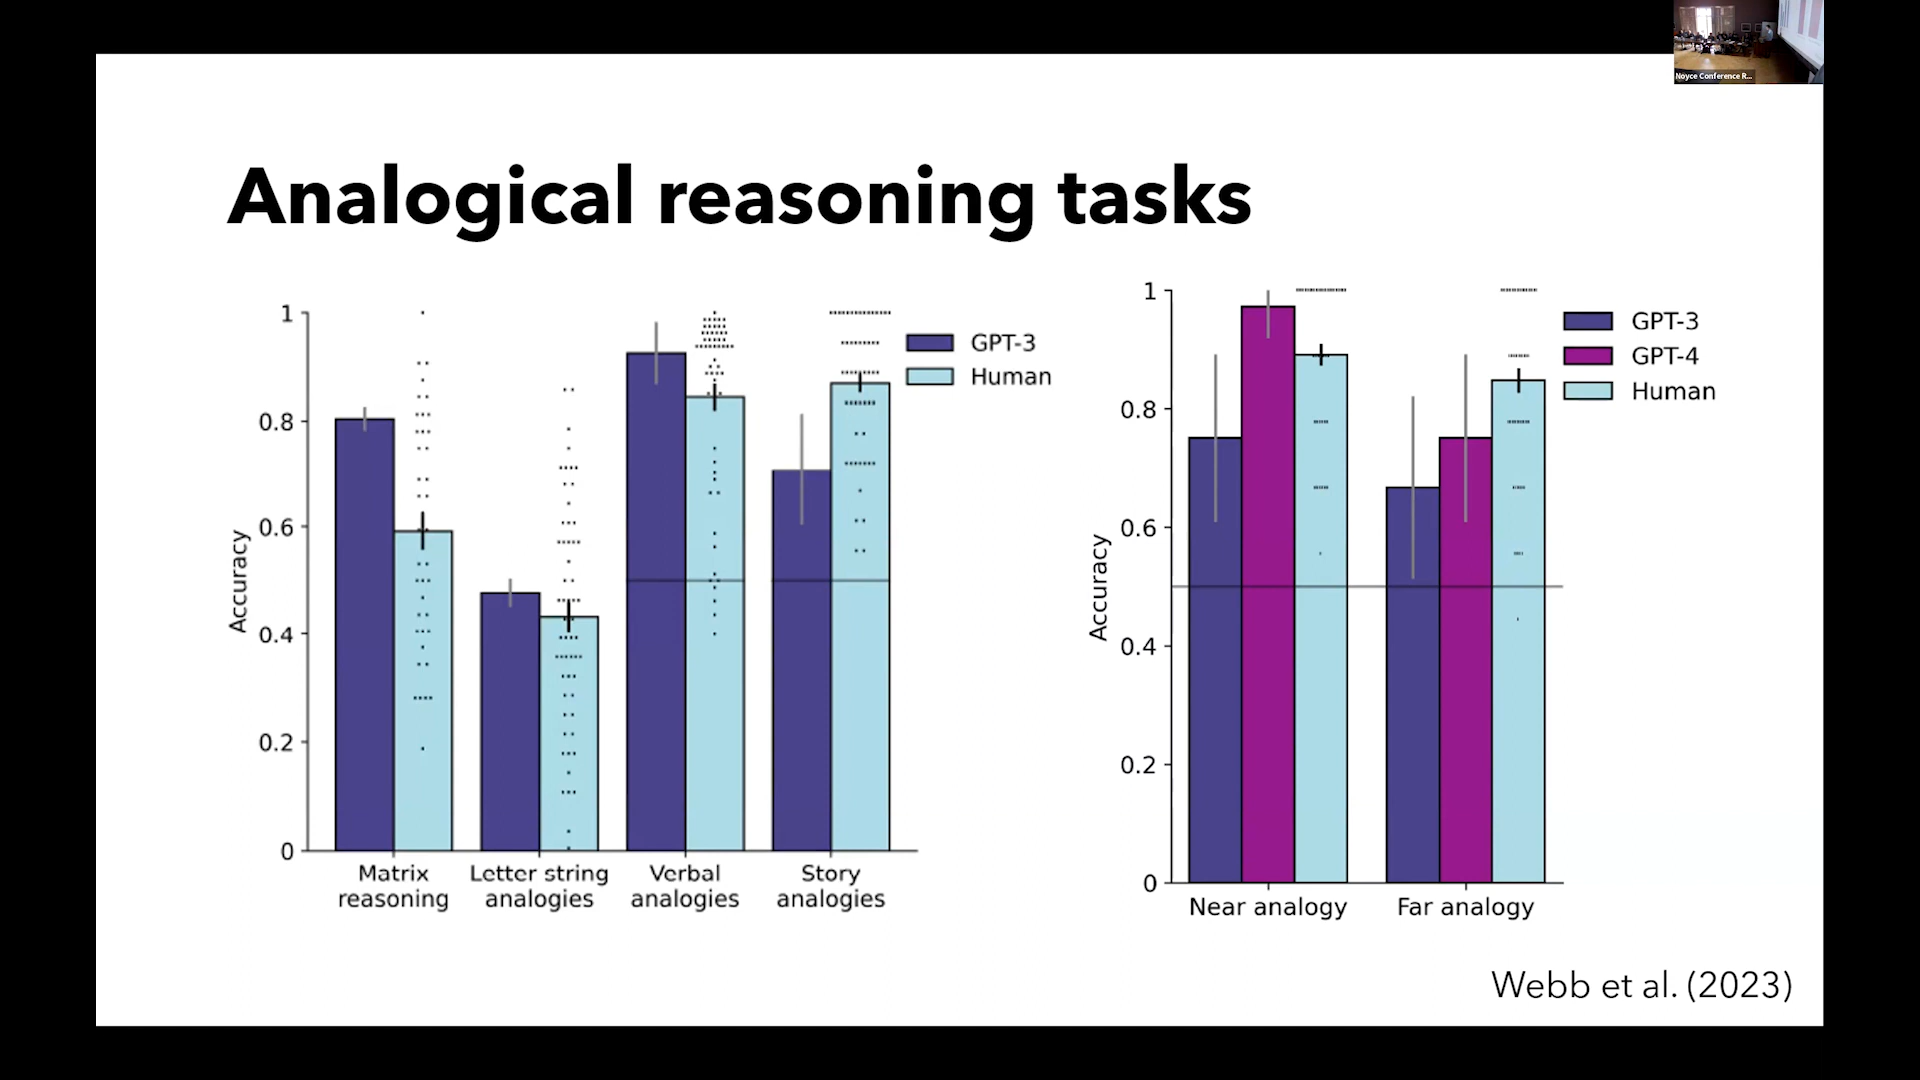 Noyce Conference R...
Analogical reasoning tasks
1
0.8
0.6
0.4
0.2
0
Accuracy
GPT-3
Human
Matrix
reasoning
Letter string
analogies
Verbal
analogies
Story
analogies
1
0.8
0.6
0.4
0.2
0
Accuracy
GPT-3
GPT-4
Human
Near analogy
Far analogy
Webb et al. (2023)